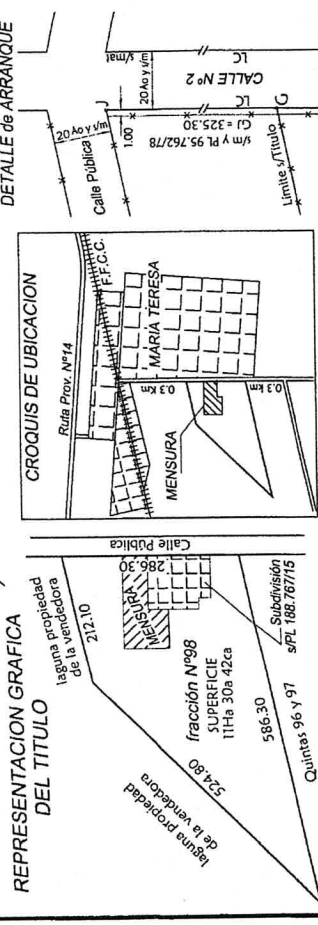 REPRESENTACION GRAFICA
DEL TITULO
laguna propiedad
de la vendedora
212.10
Calle Pública
286.30
MENSURA
fracción Nº98
SUPERFICIE
11Ha 30a 42ca
524.80
laguna propiedad
de la vendedora
586.30
Quintas 96 y 97
Subdivisión
s/PL 188.767/15
CROQUIS DE UBICACION
Ruta Prov. Nº14
F.F.C.C.
MARIA TERESA
0.3 Km
MENSURA
0.3 km
DETALLE de ARRANQUE
20 Ao y s/m
Calle Pública
J
1.00
20 Ao y s/m
s/mat
LC
CALLE Nº 2
s/m y PL 95.762/78
GJ = 325.30
LC
G
Límite s/Título